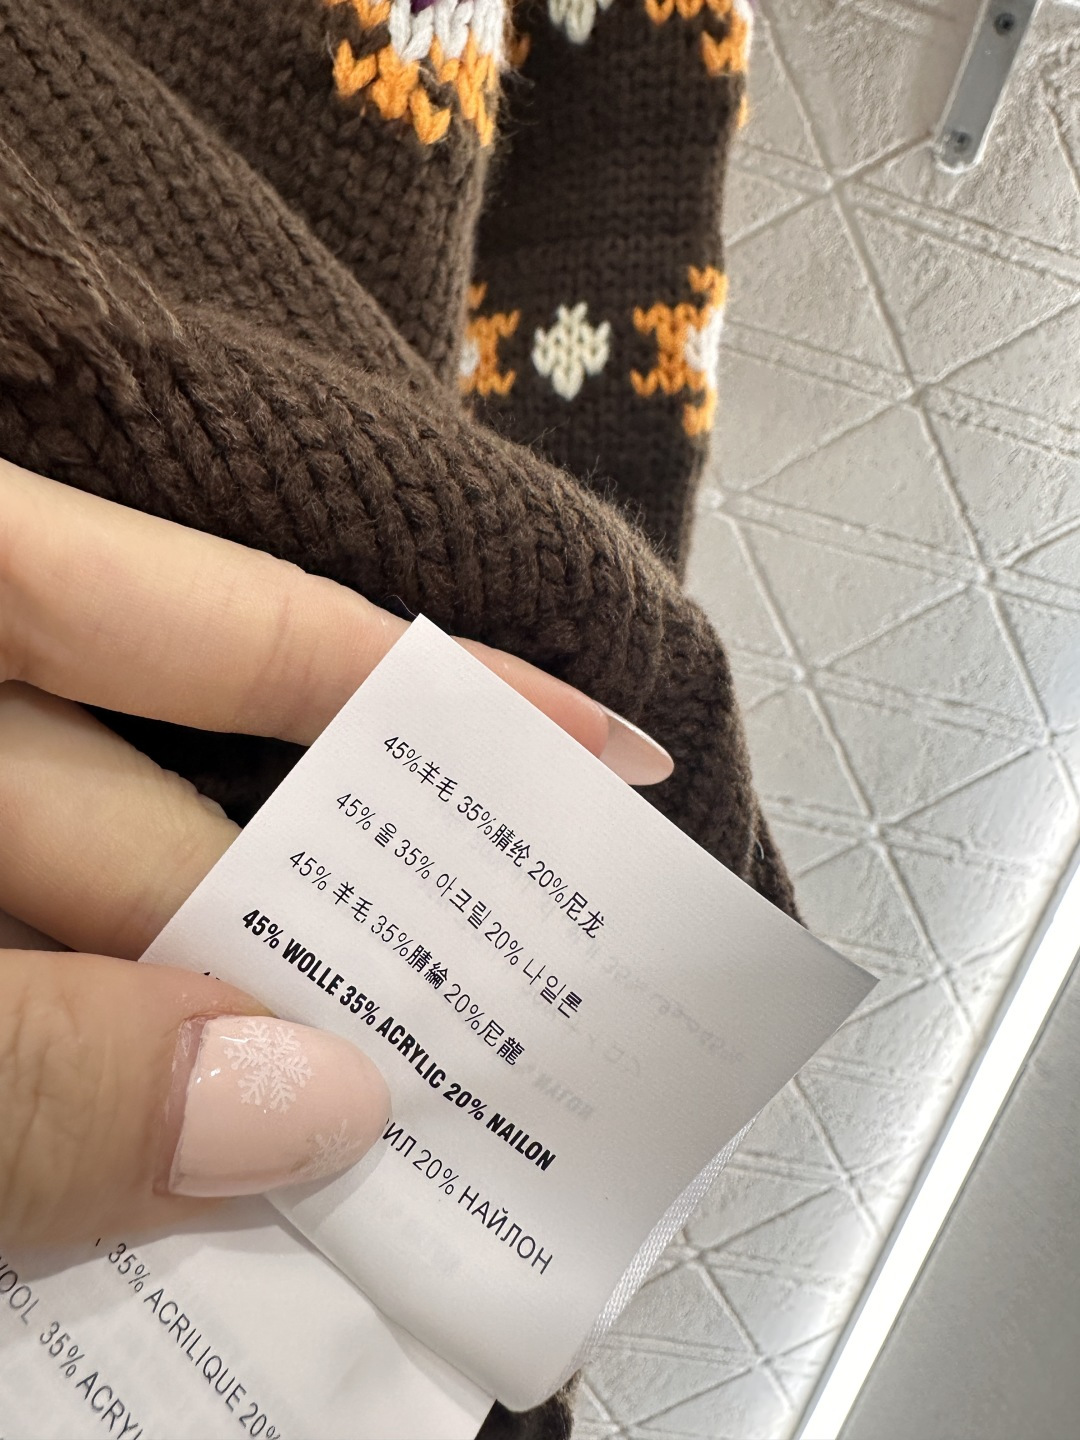 45%羊毛 35%腈纶 20%尼龙
45% 울 35% 아크릴 20% 나일론
45% 羊毛 35%腈綸 20%尼龍
45% WOLLE 35% ACRYLIC 20% NAILON
20% НАЙЛОН
35% ACRILIQUE 20%
35%